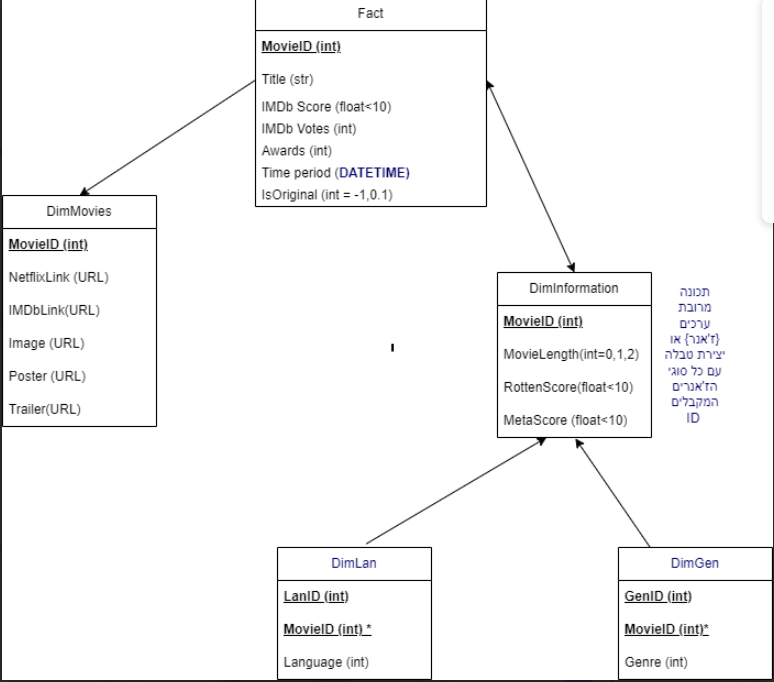 Fact
MovieID (int)
Title (str)
IMDb Score (float<10)
IMDb Votes (int)
Awards (int)
Time period (DATETIME)
IsOriginal (int = -1,0.1)
DimMovies
MovieID (int)
NetflixLink (URL)
IMDbLink(URL)
Image (URL)
Poster (URL)
Trailer(URL)
DimInformation
MovieID (int)
MovieLength(int=0,1,2)
RottenScore(float<10)
MetaScore (float<10)
תכונה
מרובת
ערכים
{ז'אנר} או
יצירת טבלה
עם כל סוגי
הז'אנרים
המקבלים
ID
DimLan
LanID (int)
MovieID (int) *
Language (int)
DimGen
GenID (int)
MovieID (int)*
Genre (int)